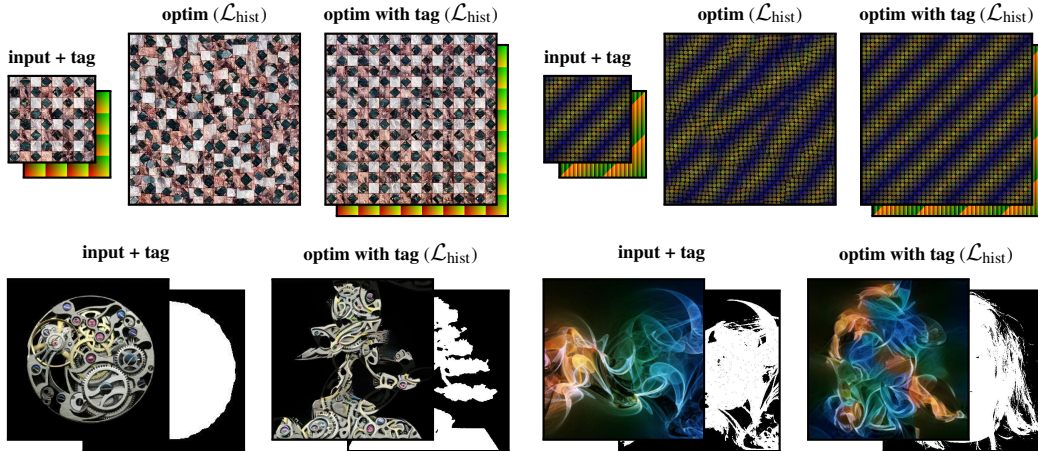 optim (𝓛hist)
optim with tag (𝓛hist)
optim (𝓛hist)
optim with tag (𝓛hist)
input + tag
input + tag
input + tag
optim with tag (𝓛hist)
input + tag
optim with tag (𝓛hist)